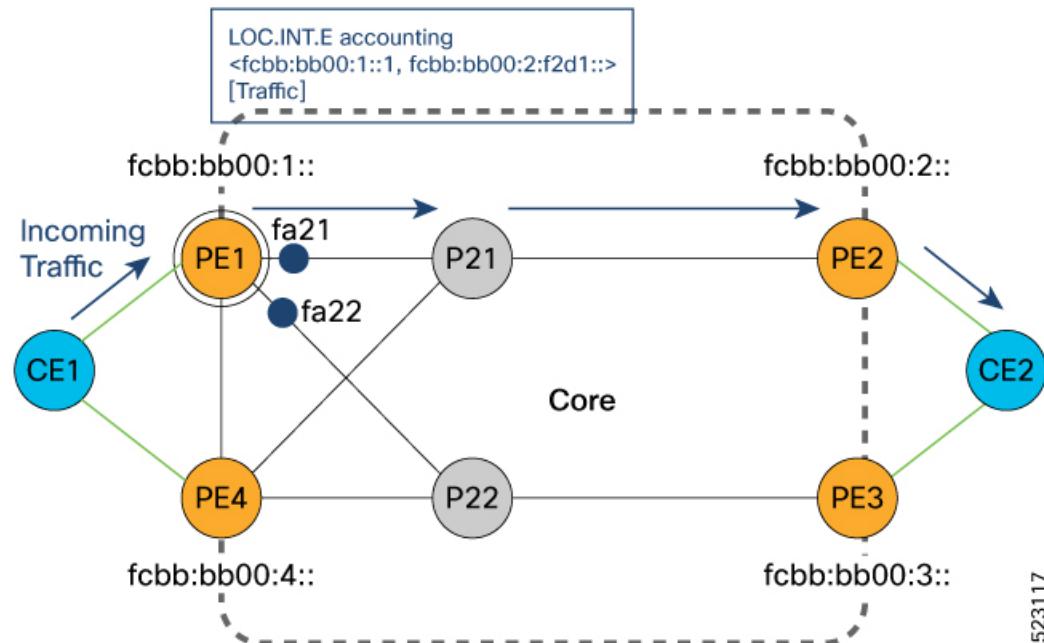 LOC.INT.E accounting
<fcbb:bb00:1::1, fcbb:bb00:2:f2d1::>
[Traffic]
fcbb:bb00:1::
fcbb:bb00:2::
Incoming
Traffic
PE1
fa21
P21
PE2
fa22
CE1
CE2
Core
PE4
P22
PE3
fcbb:bb00:4::
fcbb:bb00:3::
523117